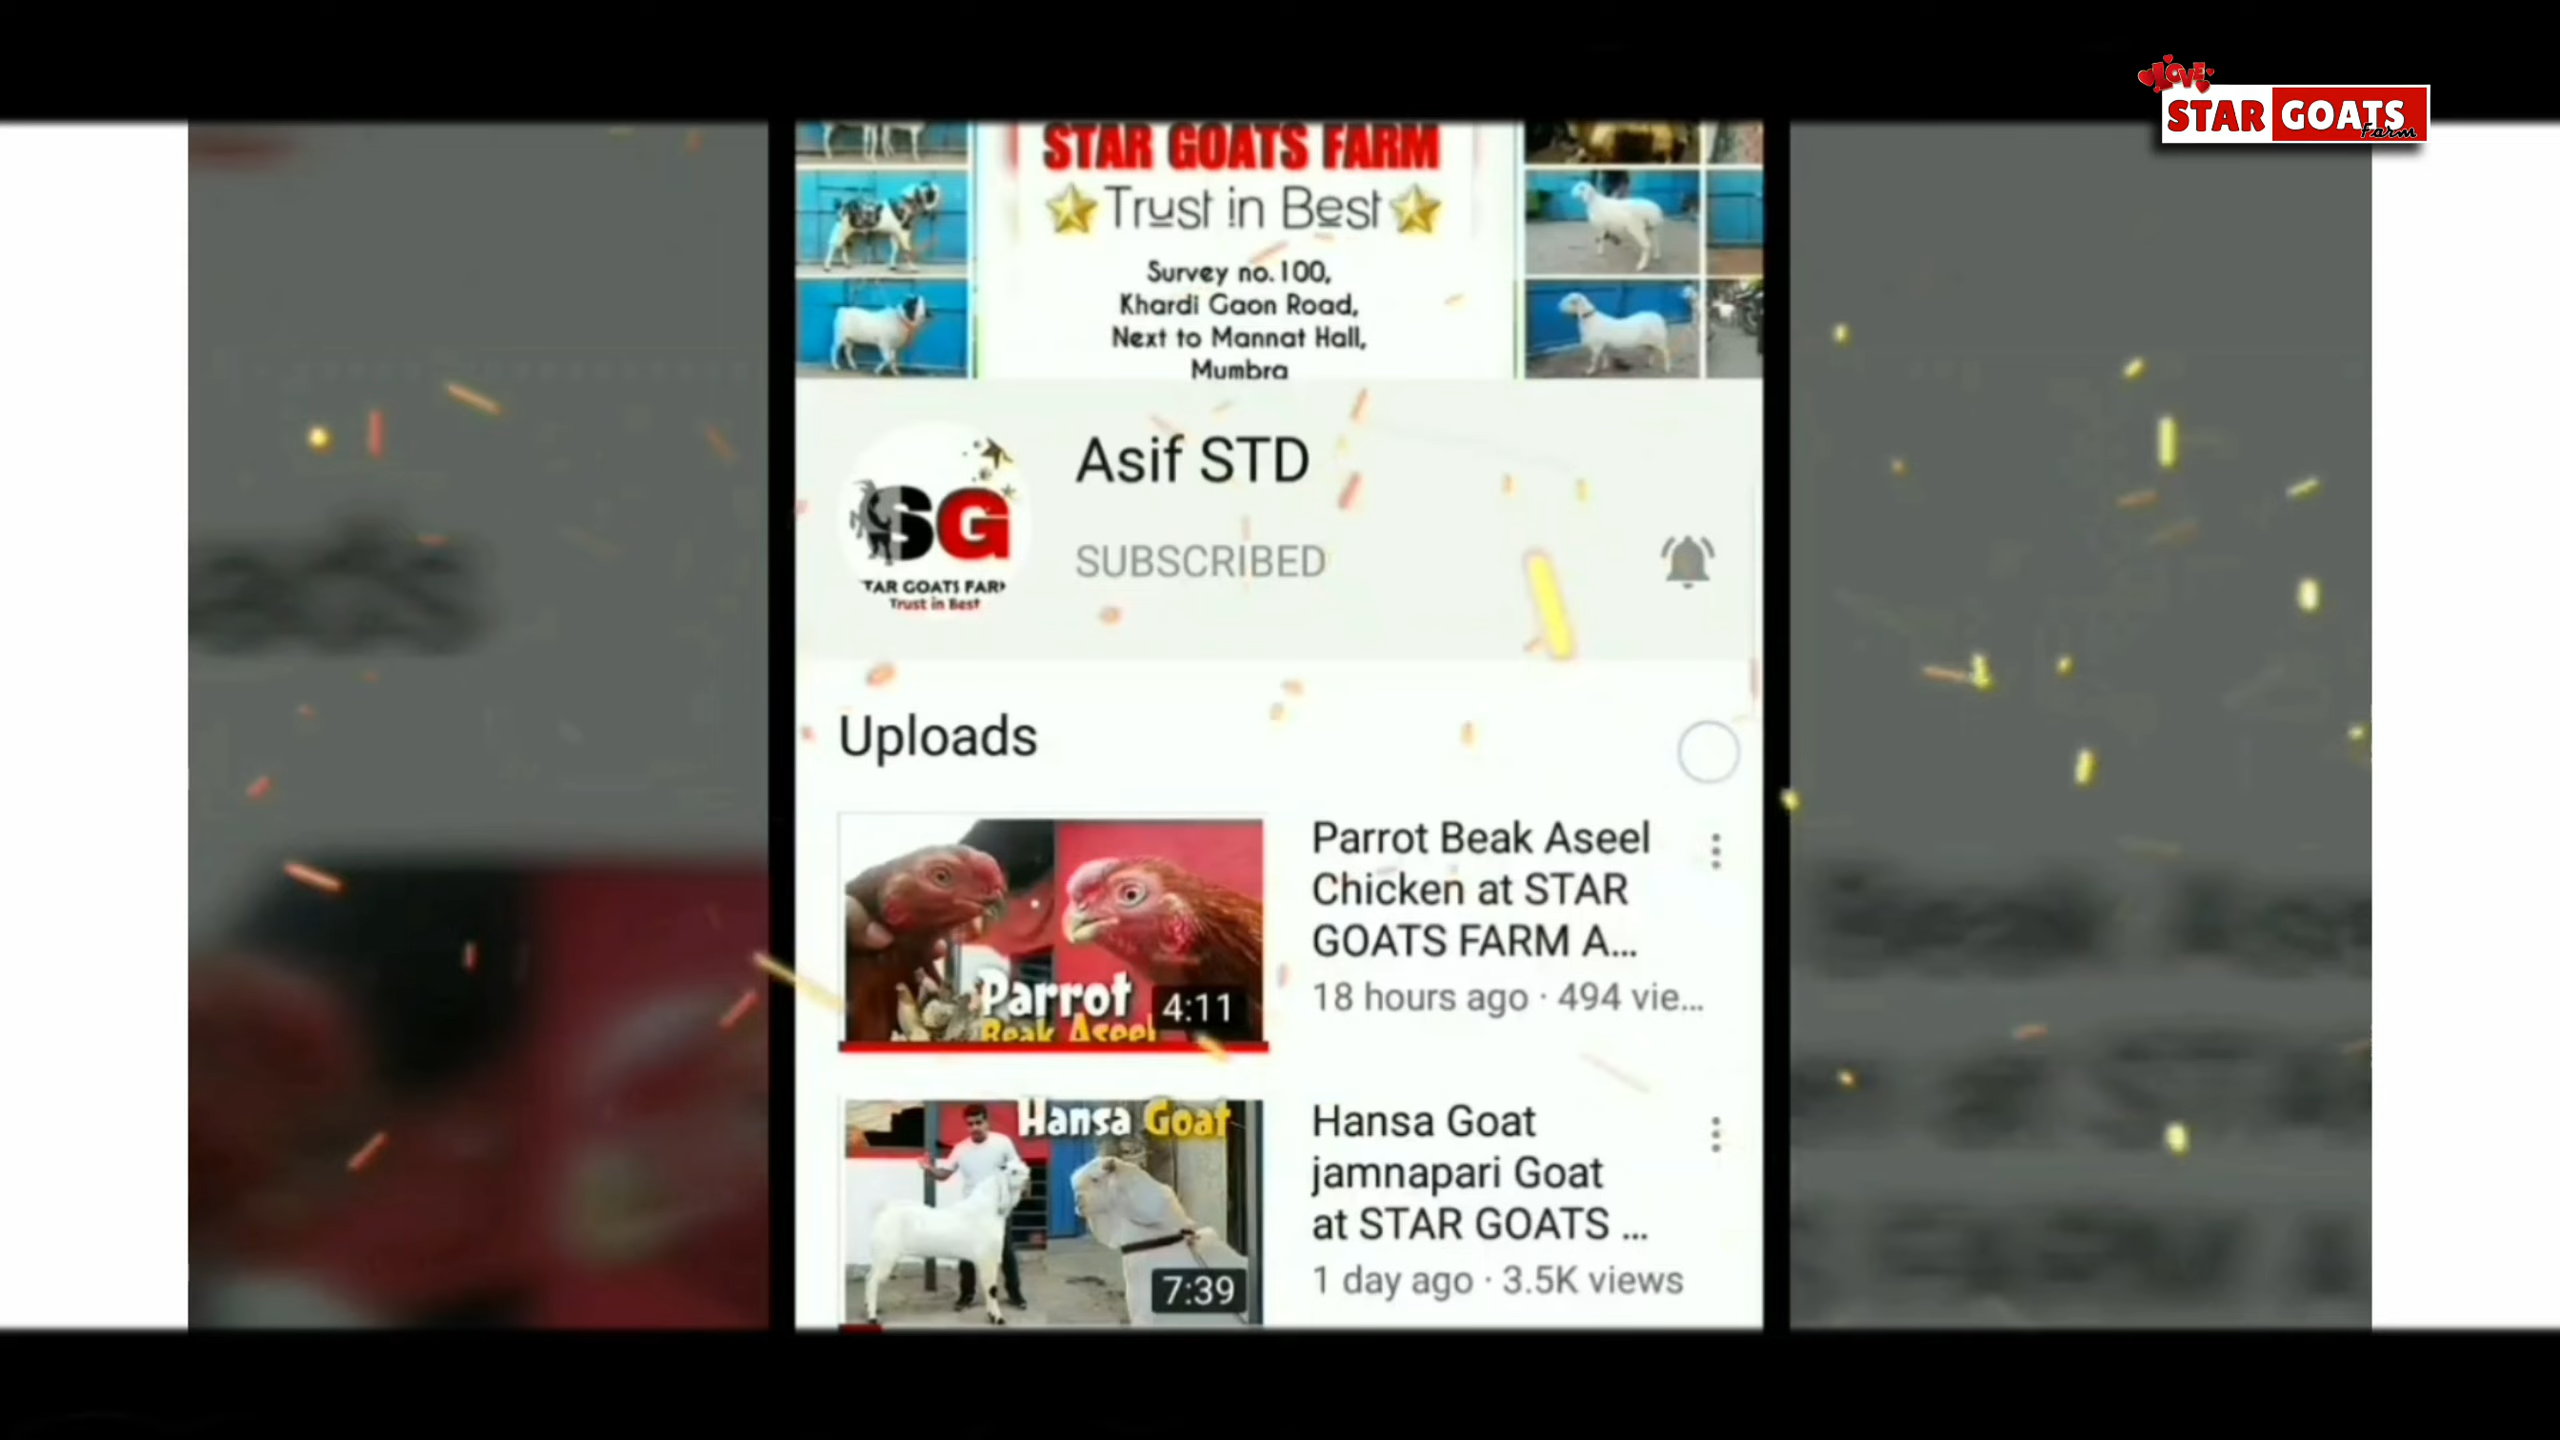 LOVE
STAR GOATS
Farm
STAR GOATS FARM
Trust in Best
Survey no.100,
Khardi Gaon Road,
Next to Mannat Hall,
Mumbra
Asif STD
SUBSCRIBED
SG
TAR GOATS FAR
Trust in Best
Uploads
Parrot Beak Aseel
Chicken at STAR
GOATS FARM A...
18 hours ago · 494 vie...
Parrot
Beak Aseel
4:11
Hansa Goat
jamnapari Goat
at STAR GOATS ...
1 day ago · 3.5K views
Hansa Goat
7:39